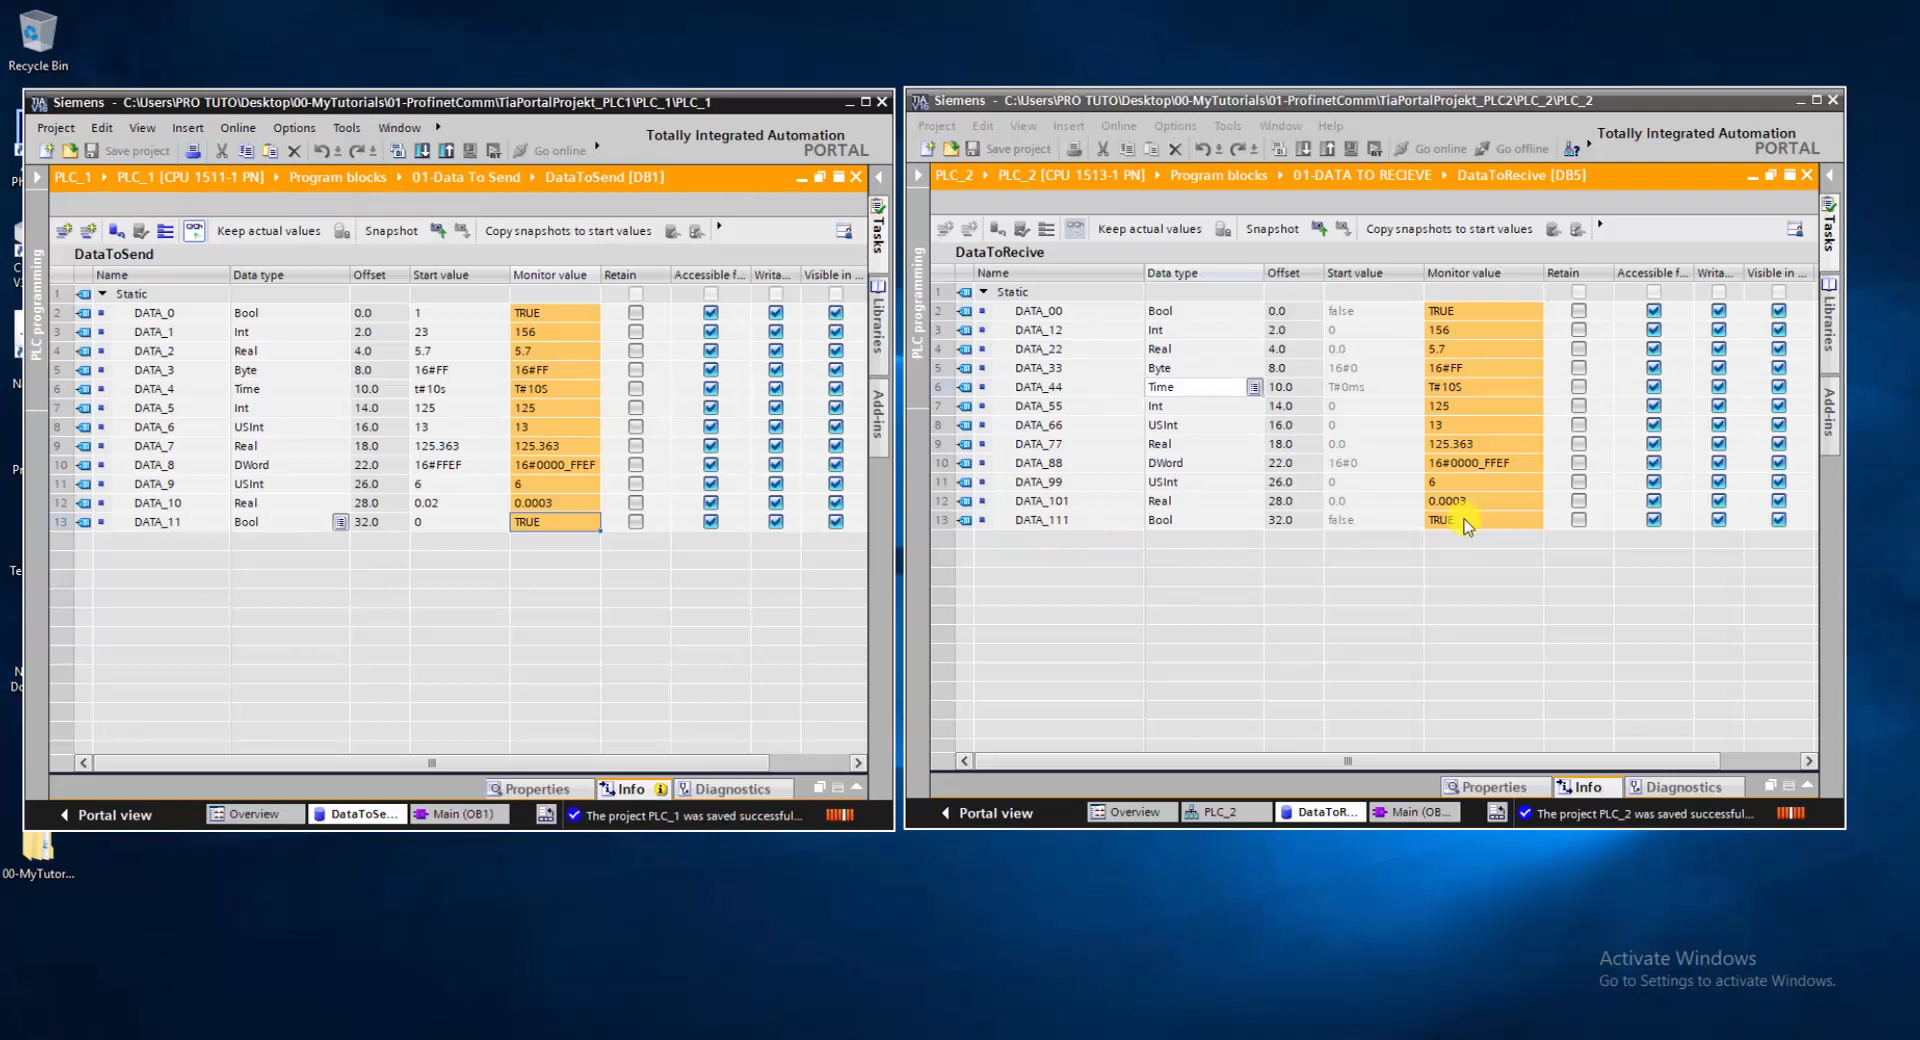 Recycle Bin
Siemens - C:\Users\PRO TUTO\Desktop\00-MyTutorials\01-ProfinetComm\TiaPortalProjekt_PLC1\PLC_1\PLC_1
Project Edit View Insert Online Options Tools Window
Totally Integrated Automation
PORTAL
Save project Go online
PLC_1 PLC_1 [CPU 1511-1 PN] Program blocks 01-Data To Send DataToSend [DB1]
Keep actual values Snapshot Copy snapshots to start values
DataToSend
Name Data type Offset Start value Monitor value Retain Accessible f... Writa... Visible in ...
1 Static
2 DATA_0 Bool 0.0 1 TRUE
3 DATA_1 Int 2.0 23 156
4 DATA_2 Real 4.0 5.7 5.7
5 DATA_3 Byte 8.0 16#FF 16#FF
6 DATA_4 Time 10.0 t#10s T#10S
7 DATA_5 Int 14.0 125 125
8 DATA_6 USInt 16.0 13 13
9 DATA_7 Real 18.0 125.363 125.363
10 DATA_8 DWord 22.0 16#FFEF 16#0000_FFEF
11 DATA_9 USInt 26.0 6 6
12 DATA_10 Real 28.0 0.02 0.0003
13 DATA_11 Bool 32.0 0 TRUE
PLC programming
Tasks
Libraries
Add-ins
Properties Info Diagnostics
Portal view Overview DataToSe... Main (OB1) The project PLC_1 was saved successful...
Siemens - C:\Users\PRO TUTO\Desktop\00-MyTutorials\01-ProfinetComm\TiaPortalProjekt_PLC2\PLC_2\PLC_2
Project Edit View Insert Online Options Tools Window Help
Totally Integrated Automation
PORTAL
Save project Go online Go offline
PLC_2 PLC_2 [CPU 1513-1 PN] Program blocks 01-DATA TO RECIEVE DataToRecive [DB5]
Keep actual values Snapshot Copy snapshots to start values
DataToRecive
Name Data type Offset Start value Monitor value Retain Accessible f... Writa... Visible in ...
1 Static
2 DATA_00 Bool 0.0 false TRUE
3 DATA_12 Int 2.0 0 156
4 DATA_22 Real 4.0 0.0 5.7
5 DATA_33 Byte 8.0 16#0 16#FF
6 DATA_44 Time 10.0 T#0ms T#10S
7 DATA_55 Int 14.0 0 125
8 DATA_66 USInt 16.0 0 13
9 DATA_77 Real 18.0 0.0 125.363
10 DATA_88 DWord 22.0 16#0 16#0000_FFEF
11 DATA_99 USInt 26.0 0 6
12 DATA_101 Real 28.0 0.0 0.0003
13 DATA_111 Bool 32.0 false TRUE
PLC programming
Tasks
Libraries
Add-ins
Properties Info Diagnostics
Portal view Overview PLC_2 DataToR... Main (OB... The project PLC_2 was saved successful...
00-MyTutor...
Activate Windows
Go to Settings to activate Windows.